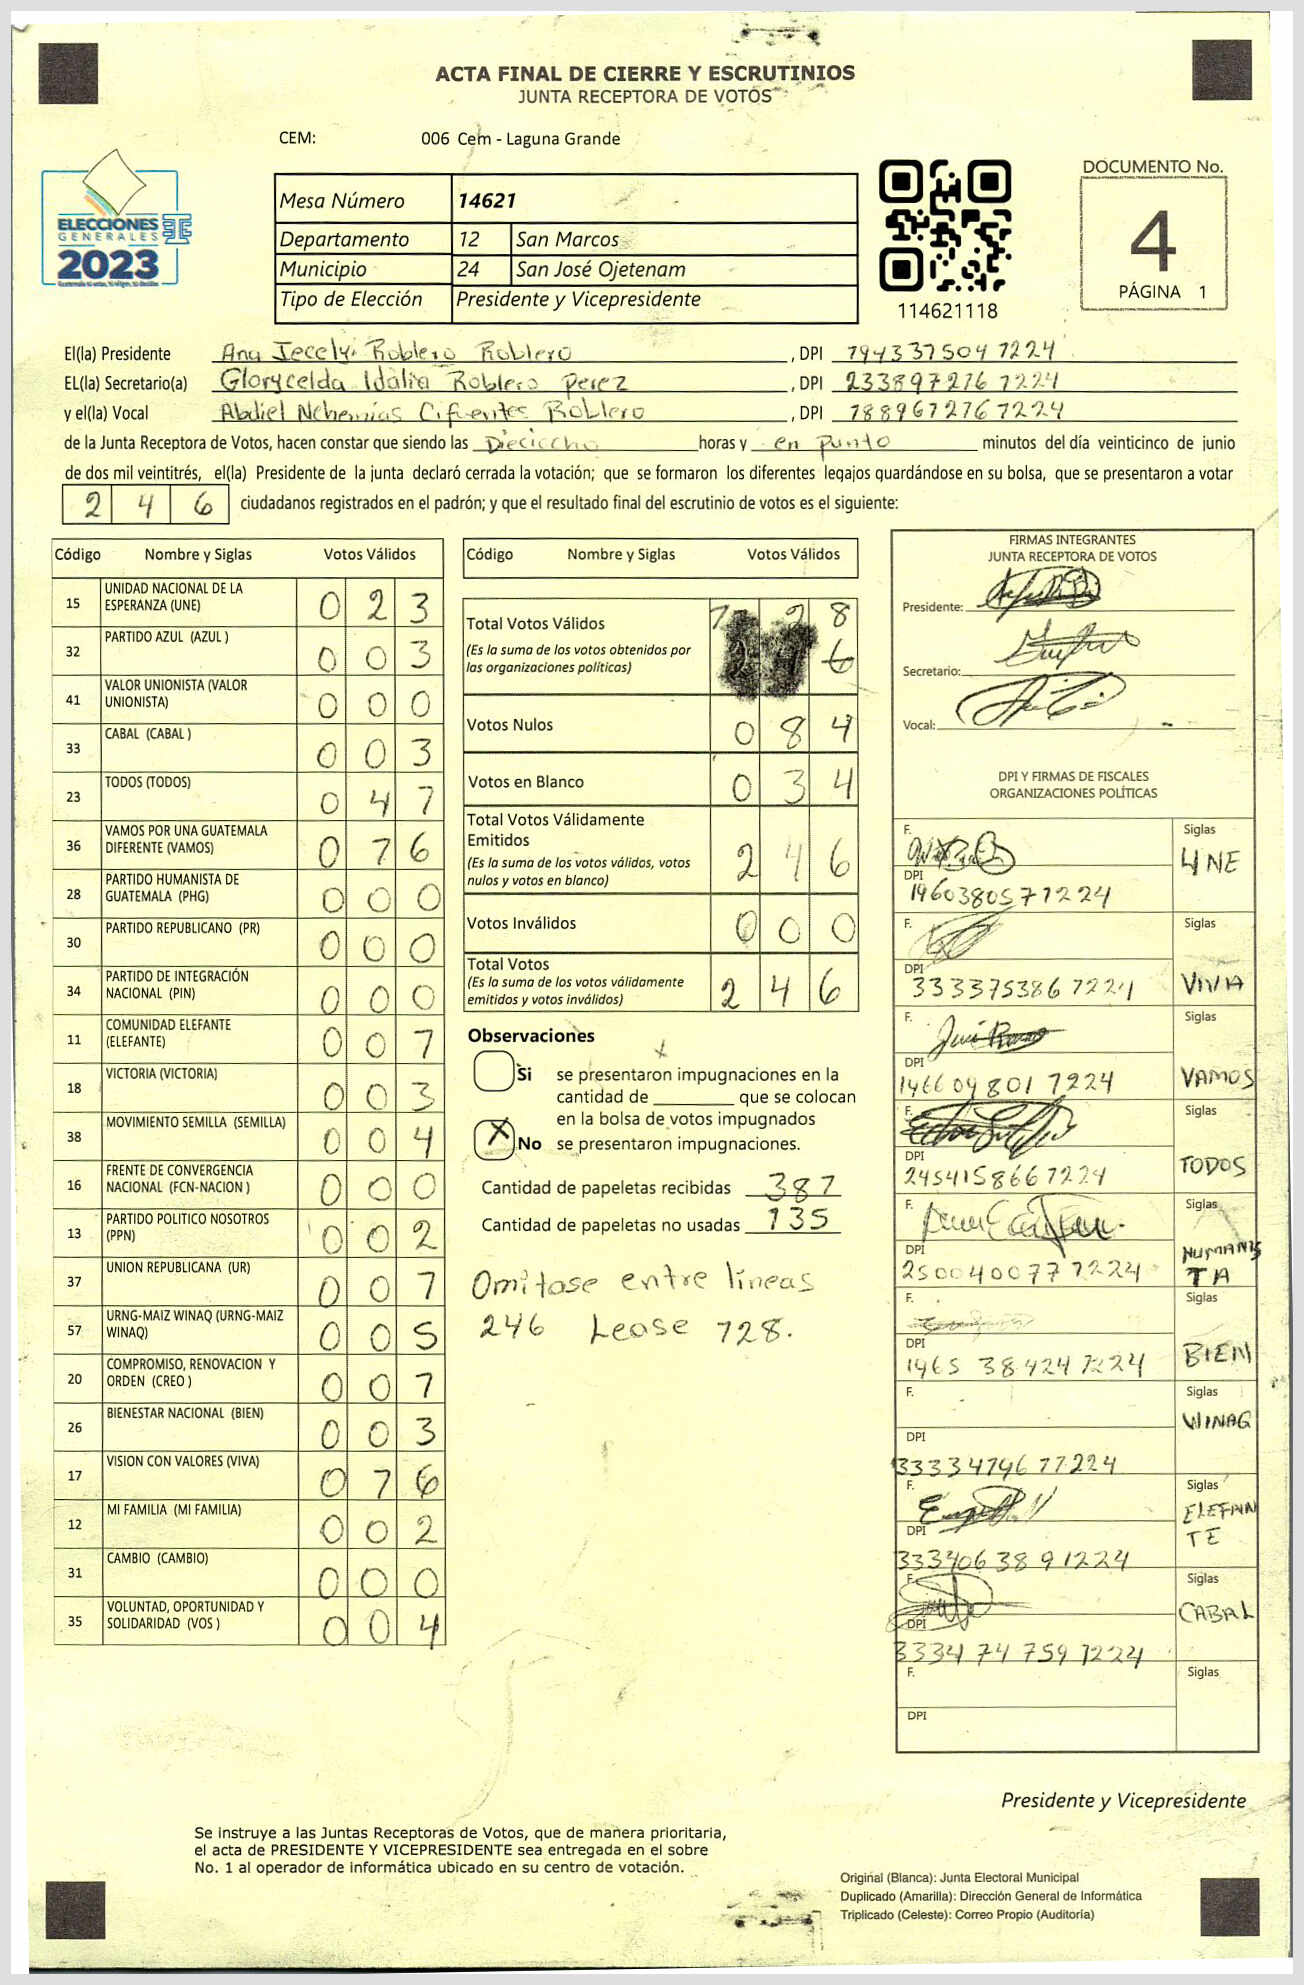 ACTA FINAL DE CIERRE Y ESCRUTINIOS
JUNTA RECEPTORA DE VOTOS
CEM: 006 Cem - Laguna Grande
ELECCIONES
GENERALES
2023
Mesa Número 14621
Departamento 12 San Marcos
Municipio 24 San José Ojetenam
Tipo de Elección Presidente y Vicepresidente
114621118
DOCUMENTO No.
4
PÁGINA 1
El(la) Presidente Ana Jecely Roblero Roblero , DPI 794337504 7224
EL(la) Secretario(a) Glorycelda Idalia Roblero Perez , DPI 233897276 7224
y el(la) Vocal Abdiel Nehemías Cifuentes Roblero , DPI 788967276 7224
de la Junta Receptora de Votos, hacen constar que siendo las Dieciocho horas y en punto minutos del día veinticinco de junio
de dos mil veintitrés, el(la) Presidente de la junta declaró cerrada la votación; que se formaron los diferentes legajos quardándose en su bolsa, que se presentaron a votar
2 4 6 ciudadanos registrados en el padrón; y que el resultado final del escrutinio de votos es el siguiente:
Código Nombre y Siglas Votos Válidos
15 UNIDAD NACIONAL DE LA ESPERANZA (UNE) 0 2 3
32 PARTIDO AZUL (AZUL ) 0 0 3
41 VALOR UNIONISTA (VALOR UNIONISTA) 0 0 0
33 CABAL (CABAL ) 0 0 3
23 TODOS (TODOS) 0 4 7
36 VAMOS POR UNA GUATEMALA DIFERENTE (VAMOS) 0 7 6
28 PARTIDO HUMANISTA DE GUATEMALA (PHG) 0 0 0
30 PARTIDO REPUBLICANO (PR) 0 0 0
34 PARTIDO DE INTEGRACIÓN NACIONAL (PIN) 0 0 0
11 COMUNIDAD ELEFANTE (ELEFANTE) 0 0 7
18 VICTORIA (VICTORIA) 0 0 3
38 MOVIMIENTO SEMILLA (SEMILLA) 0 0 4
16 FRENTE DE CONVERGENCIA NACIONAL (FCN-NACION ) 0 0 0
13 PARTIDO POLITICO NOSOTROS (PPN) 0 0 2
37 UNION REPUBLICANA (UR) 0 0 7
57 URNG-MAIZ WINAQ (URNG-MAIZ WINAQ) 0 0 5
20 COMPROMISO, RENOVACION Y ORDEN (CREO ) 0 0 7
26 BIENESTAR NACIONAL (BIEN) 0 0 3
17 VISION CON VALORES (VIVA) 0 7 6
12 MI FAMILIA (MI FAMILIA) 0 0 2
31 CAMBIO (CAMBIO) 0 0 0
35 VOLUNTAD, OPORTUNIDAD Y SOLIDARIDAD (VOS ) 0 0 4
Código Nombre y Siglas Votos Válidos
Total Votos Válidos 7 2 8
(Es la suma de los votos obtenidos por
las organizaciones políticas) 2 4 6
Votos Nulos 0 8 4
Votos en Blanco 0 3 4
Total Votos Válidamente
Emitidos 2 4 6
(Es la suma de los votos válidos, votos
nulos y votos en blanco)
Votos Inválidos 0 0 0
Total Votos 2 4 6
(Es la suma de los votos válidamente
emitidos y votos inválidos)
Observaciones
Si se presentaron impugnaciones en la
cantidad de ________ que se colocan
en la bolsa de votos impugnados
X No se presentaron impugnaciones.
Cantidad de papeletas recibidas 387
Cantidad de papeletas no usadas 135
Omitase entre lineas
246 Lease 728.
FIRMAS INTEGRANTES
JUNTA RECEPTORA DE VOTOS
Presidente:
Secretario:
Vocal:
DPI Y FIRMAS DE FISCALES
ORGANIZACIONES POLÍTICAS
F. Siglas UNE
DPI 196038057 1224
F. Siglas VIVA
DPI 333375386 7224
F. Siglas VAMOS
DPI 146609801 7224
F. Siglas TODOS
DPI 245415866 7224
F. Siglas HUMANISTA
DPI 250040077 7224
F. Siglas BIEN
DPI 1965 38424 7224
F. Siglas WINAG
DPI 333347467 7224
F. Siglas ELEFANTE
DPI 333406389 1224
F. Siglas CABAL
DPI 333474759 1224
F. Siglas
DPI
Presidente y Vicepresidente
Se instruye a las Juntas Receptoras de Votos, que de manera prioritaria,
el acta de PRESIDENTE Y VICEPRESIDENTE sea entregada en el sobre
No. 1 al operador de informática ubicado en su centro de votación.
Original (Blanca): Junta Electoral Municipal
Duplicado (Amarilla): Dirección General de Informática
Triplicado (Celeste): Correo Propio (Auditoría)